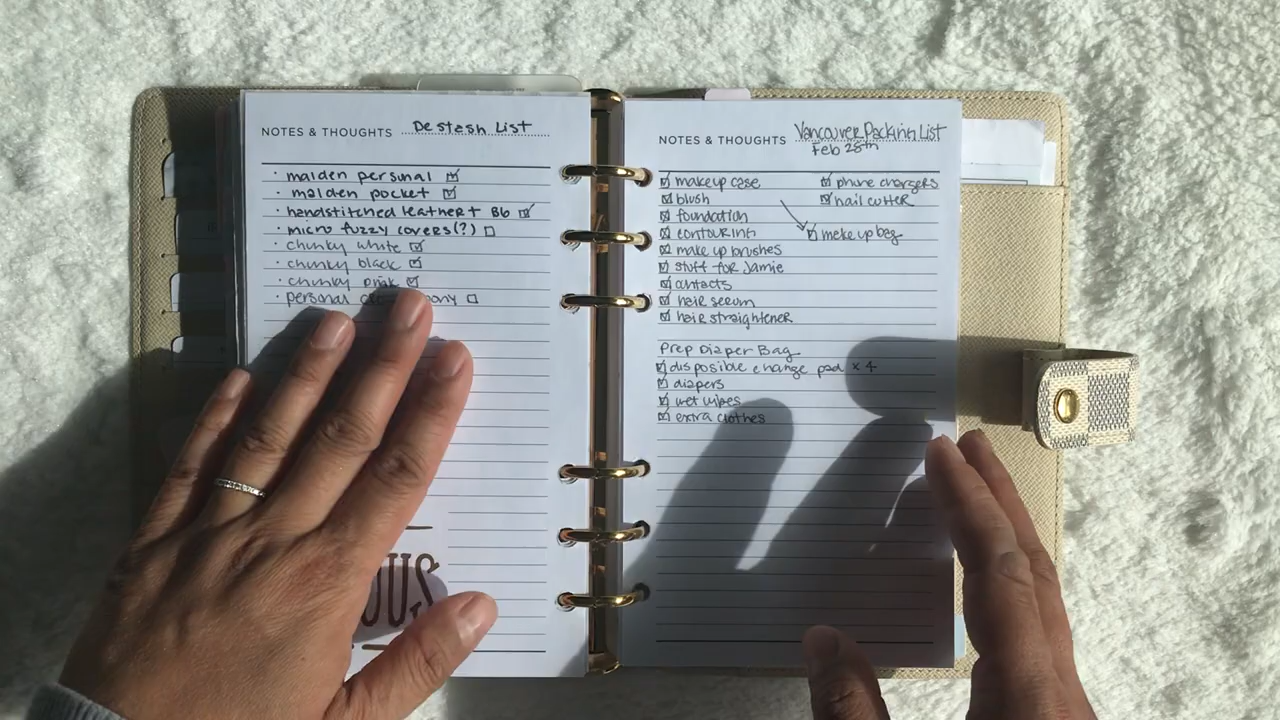 NOTES & THOUGHTS Destash List
· malden personal ☑
· malden pocket ☑
· handstitched leather + B6 ☑
· micro fuzzy covers(?) ☐
· chunky white ☑
· chunky black ☑
· chunky pink ☑
· personal ☐
OUS
NOTES & THOUGHTS Vancouver Packing List
Feb 28th
☑ makeup case
☑ blush
☑ foundation
☑ contouring
☑ make up brushes
☑ stuff for Jamie
☑ contacts
☑ hair serum
☑ hair straightener
☑ phone chargers
☑ nail cutter
☑ make up bag
Prep Diaper Bag
☑ disposible change pad x 4
☑ diapers
☑ wet wipes
☑ extra clothes